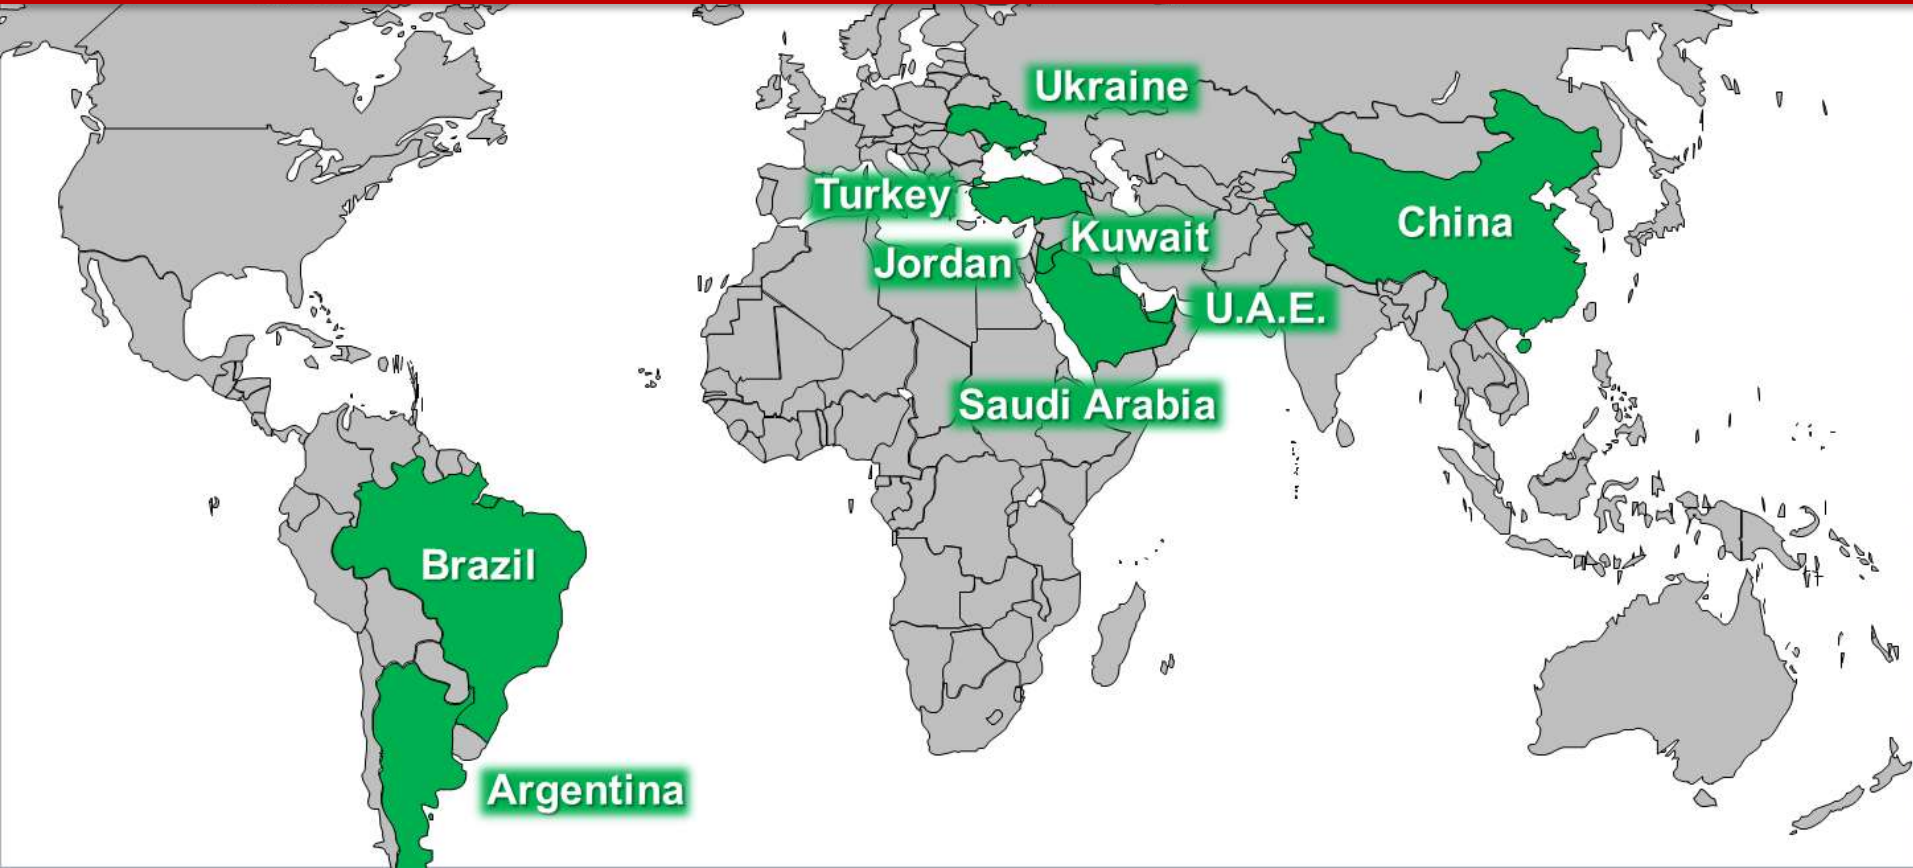 Ukraine
Turkey
Kuwait
China
Jordan
U.A.E.
Saudi Arabia
Brazil
Argentina